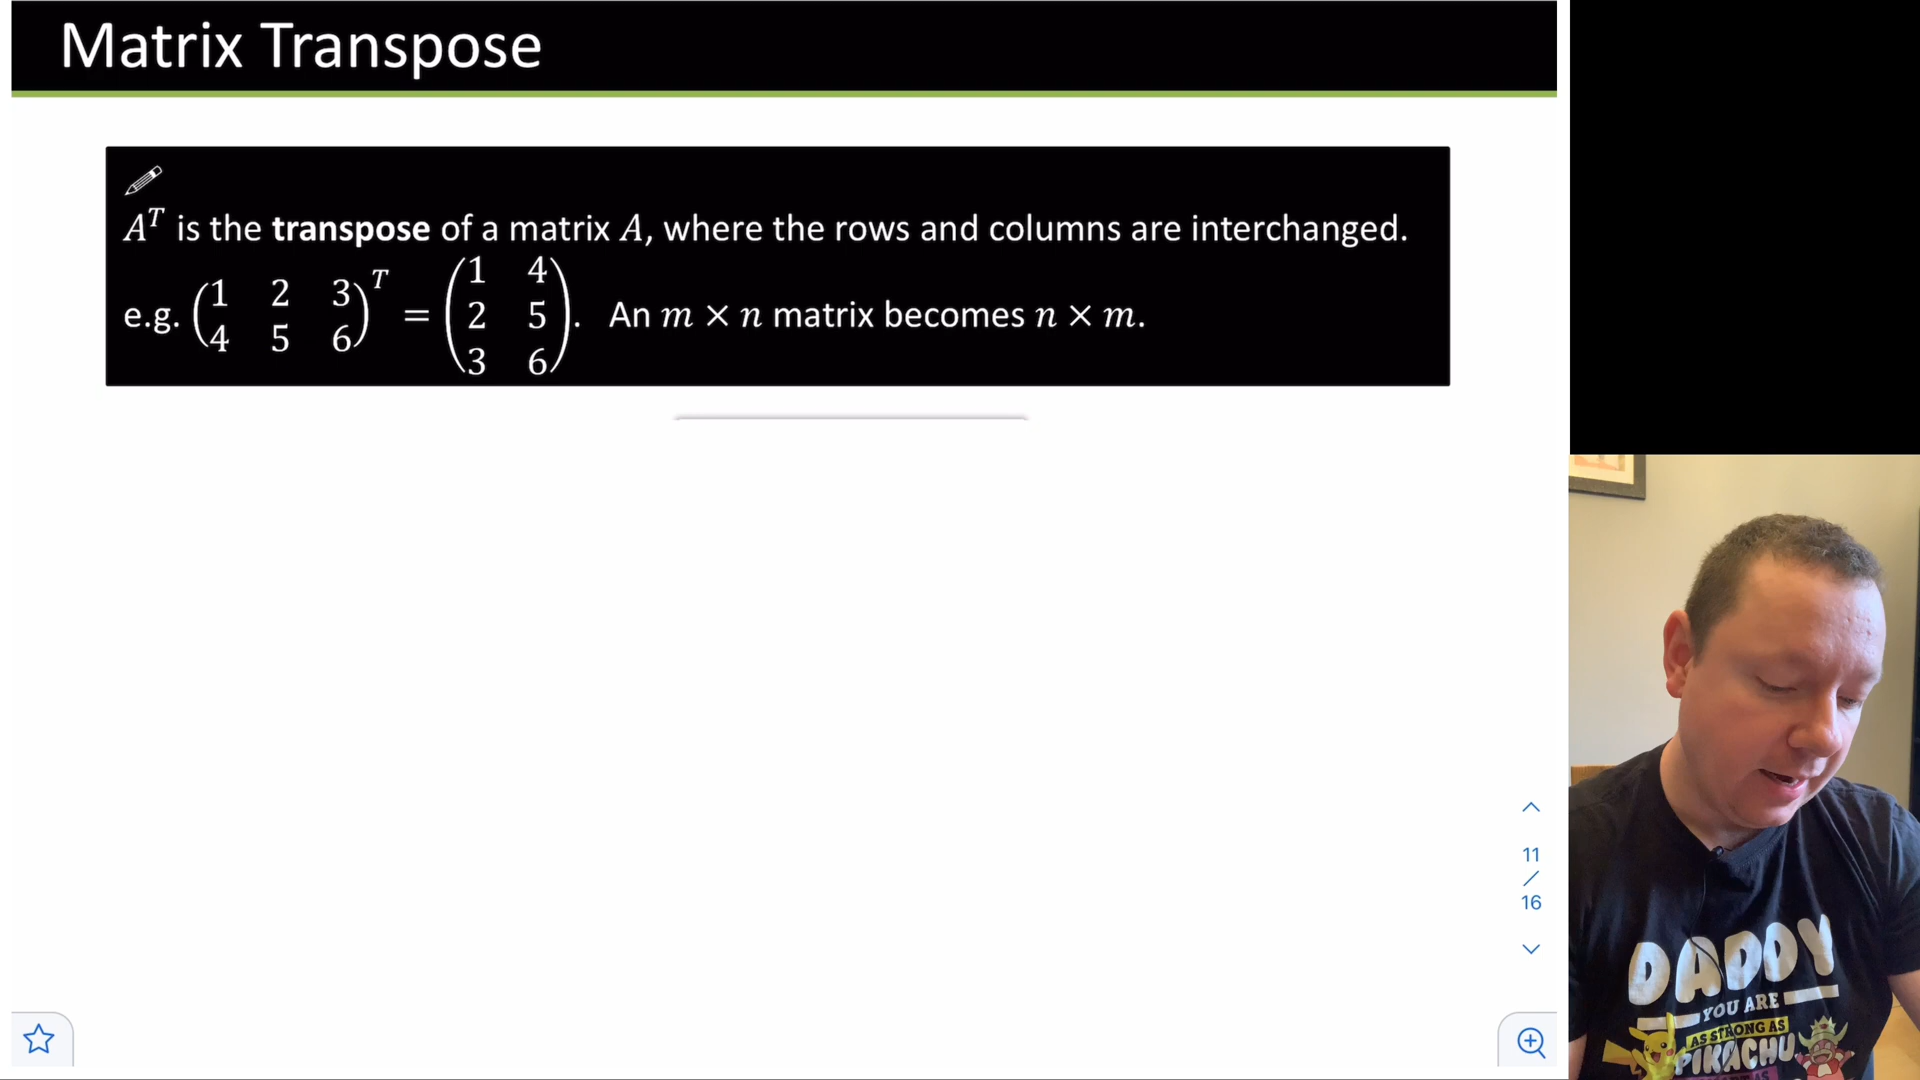 Matrix Transpose
A^T is the transpose of a matrix A, where the rows and columns are interchanged.
e.g. (1 2 3
4 5 6)^T = (1 4
2 5
3 6). An m × n matrix becomes n × m.
11
/
16
DADDY
YOU ARE
AS STRONG AS
PIKACHU